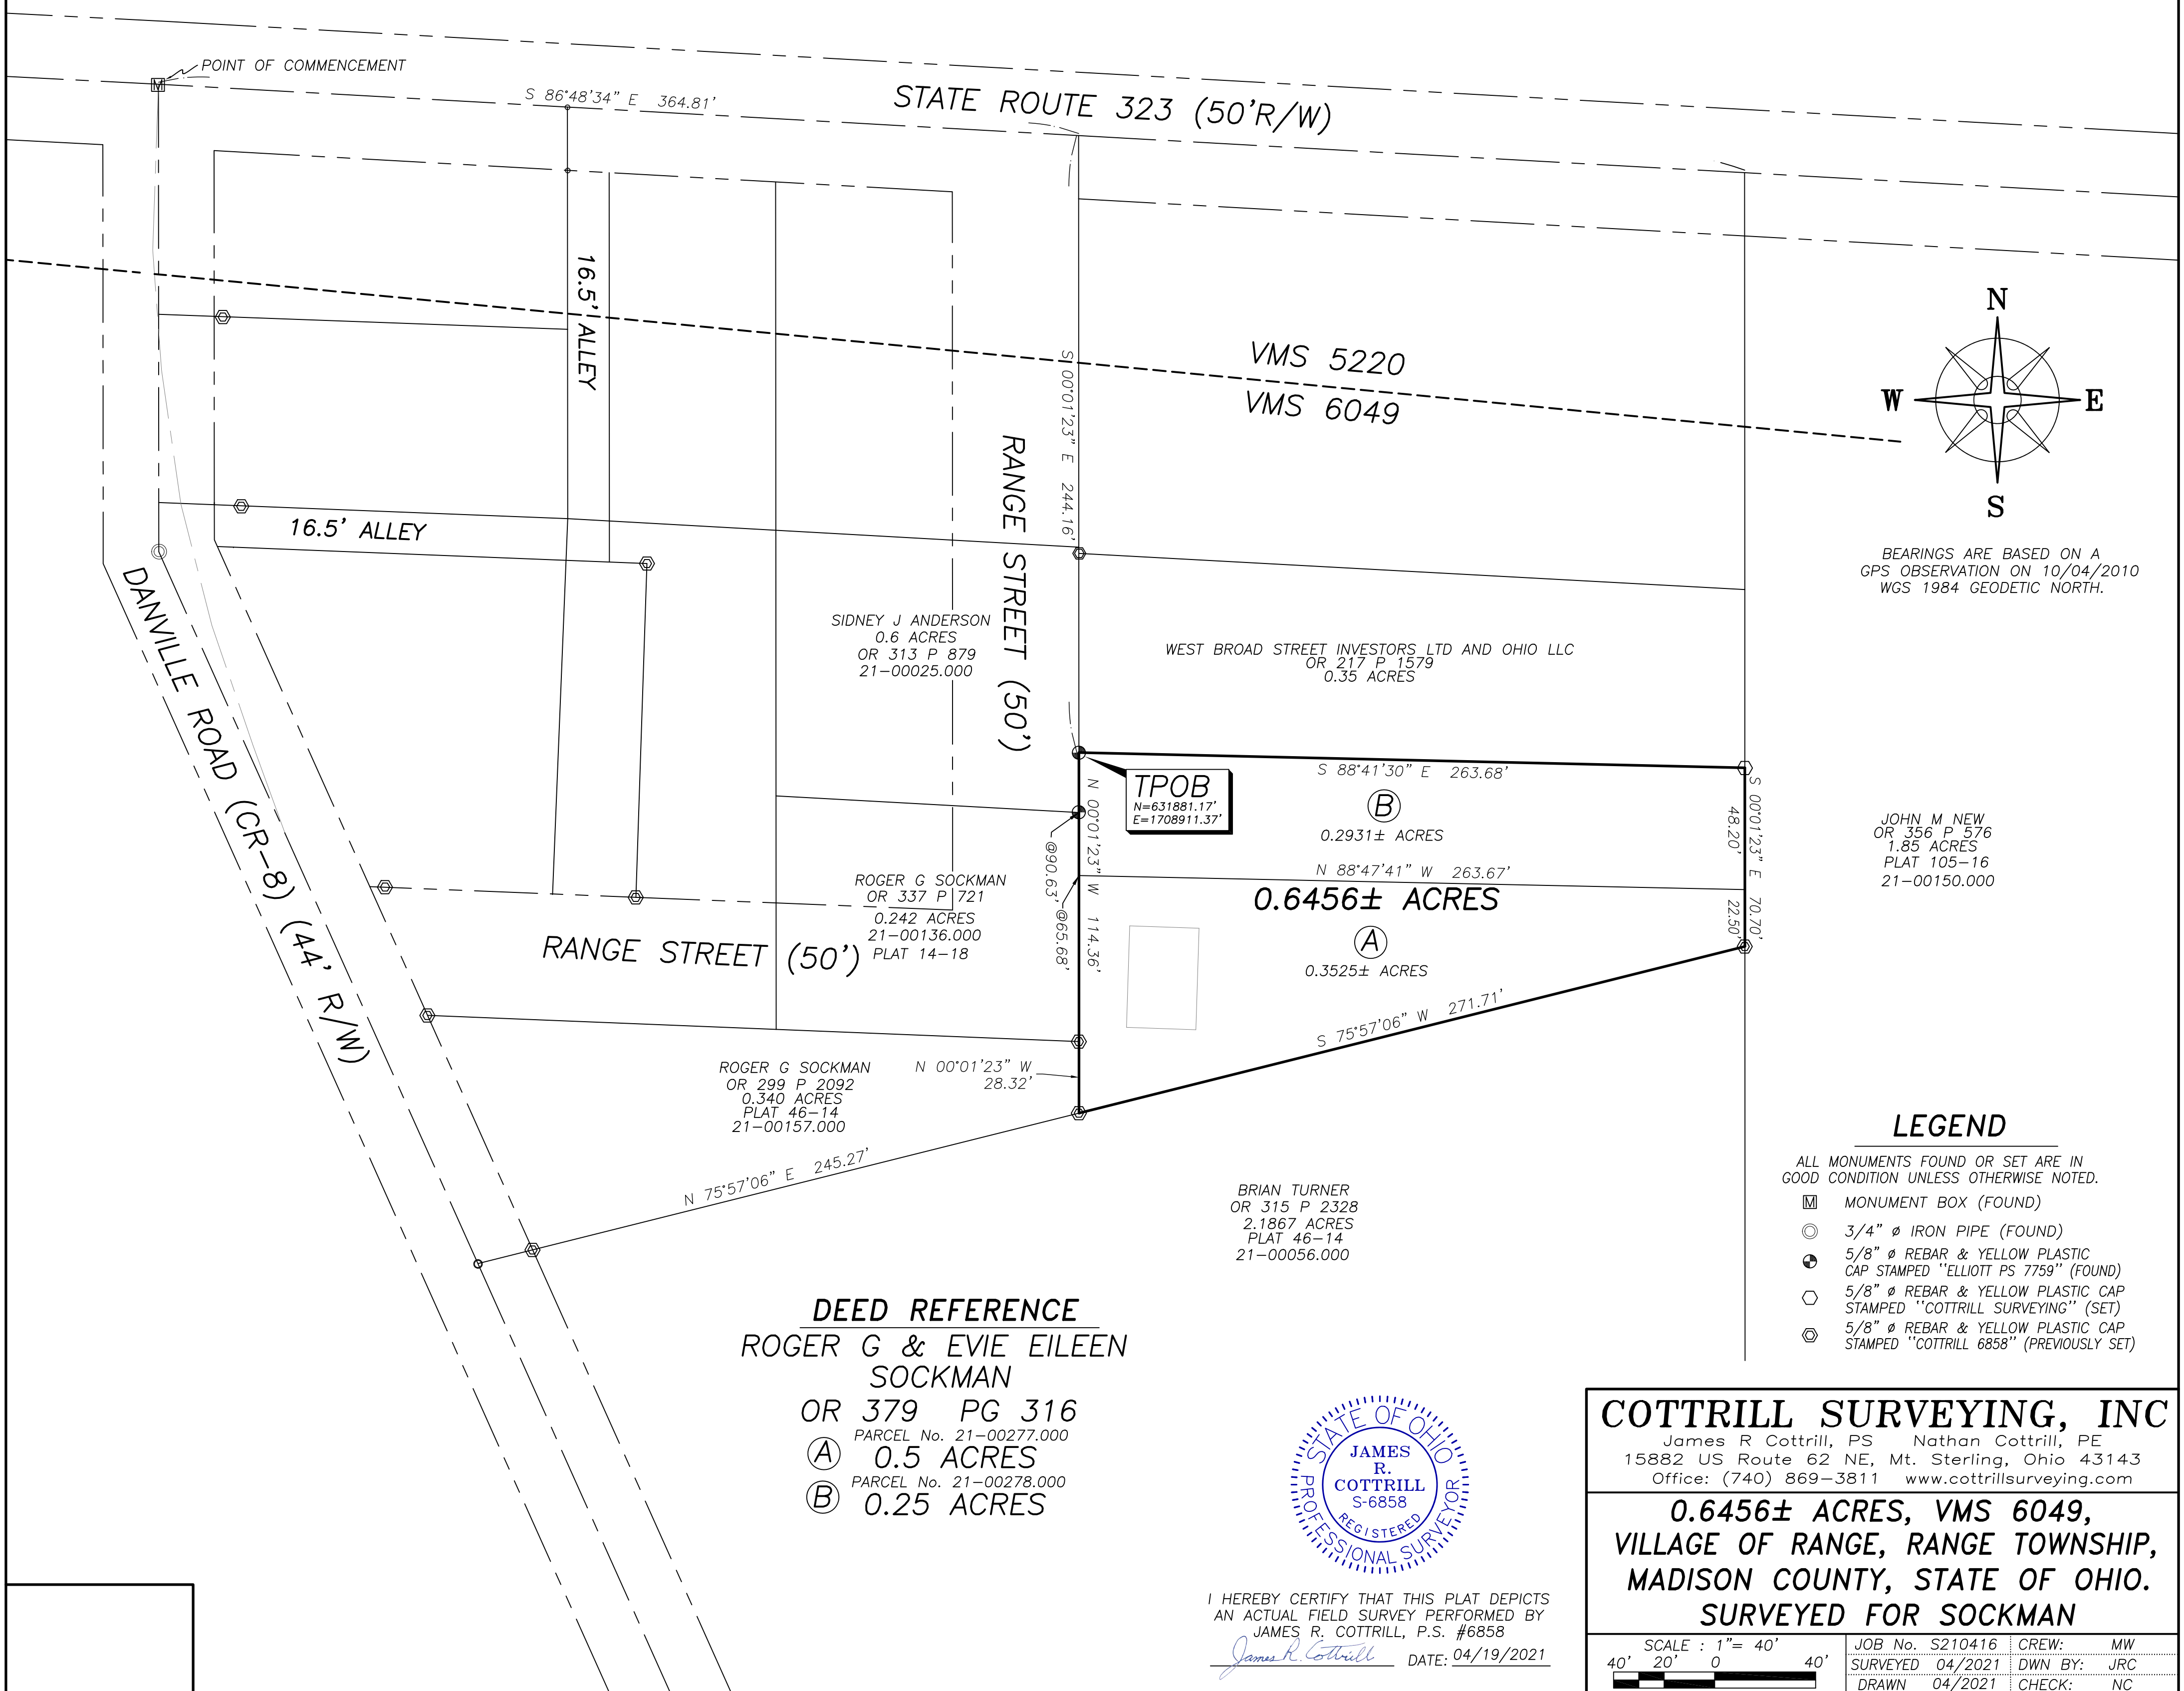 POINT OF COMMENCEMENT
S 86°48'34" E 364.81'
STATE ROUTE 323 (50'R/W)
16.5' ALLEY
VMS 5220
VMS 6049
S 00°01'23" E 244.16'
RANGE STREET (50')
16.5' ALLEY
DANVILLE ROAD (CR-8) (44' R/W)
N
W
E
S
BEARINGS ARE BASED ON A
GPS OBSERVATION ON 10/04/2010
WGS 1984 GEODETIC NORTH.
SIDNEY J ANDERSON
0.6 ACRES
OR 313 P 879
21-00025.000
WEST BROAD STREET INVESTORS LTD AND OHIO LLC
OR 217 P 1579
0.35 ACRES
TPOB
N=631881.17'
E=1708911.37'
S 88°41'30" E 263.68'
B
0.2931± ACRES
N 88°47'41" W 263.67'
0.6456± ACRES
A
0.3525± ACRES
S 75°57'06" W 271.71'
N 00°01'23" W 114.36'
@90.63'
@65.68'
S 00°01'23" E 70.70'
48.20'
22.50'
JOHN M NEW
OR 356 P 576
1.85 ACRES
PLAT 105-16
21-00150.000
ROGER G SOCKMAN
OR 337 P 721
0.242 ACRES
21-00136.000
PLAT 14-18
RANGE STREET (50')
ROGER G SOCKMAN
OR 299 P 2092
0.340 ACRES
PLAT 46-14
21-00157.000
N 00°01'23" W
28.32'
N 75°57'06" E 245.27'
BRIAN TURNER
OR 315 P 2328
2.1867 ACRES
PLAT 46-14
21-00056.000
LEGEND
ALL MONUMENTS FOUND OR SET ARE IN
GOOD CONDITION UNLESS OTHERWISE NOTED.
M MONUMENT BOX (FOUND)
3/4" ø IRON PIPE (FOUND)
5/8" ø REBAR & YELLOW PLASTIC
CAP STAMPED "ELLIOTT PS 7759" (FOUND)
5/8" ø REBAR & YELLOW PLASTIC CAP
STAMPED "COTTRILL SURVEYING" (SET)
5/8" ø REBAR & YELLOW PLASTIC CAP
STAMPED "COTTRILL 6858" (PREVIOUSLY SET)
DEED REFERENCE
ROGER G & EVIE EILEEN
SOCKMAN
OR 379 PG 316
PARCEL No. 21-00277.000
A 0.5 ACRES
PARCEL No. 21-00278.000
B 0.25 ACRES
STATE OF OHIO
JAMES
R.
COTTRILL
S-6858
REGISTERED
PROFESSIONAL SURVEYOR
I HEREBY CERTIFY THAT THIS PLAT DEPICTS
AN ACTUAL FIELD SURVEY PERFORMED BY
JAMES R. COTTRILL, P.S. #6858
James R. Cottrill DATE: 04/19/2021
COTTRILL SURVEYING, INC
James R Cottrill, PS Nathan Cottrill, PE
15882 US Route 62 NE, Mt. Sterling, Ohio 43143
Office: (740) 869-3811 www.cottrillsurveying.com
0.6456± ACRES, VMS 6049,
VILLAGE OF RANGE, RANGE TOWNSHIP,
MADISON COUNTY, STATE OF OHIO.
SURVEYED FOR SOCKMAN
SCALE : 1"= 40'
40' 20' 0 40'
JOB No. S210416 CREW: MW
SURVEYED 04/2021 DWN BY: JRC
DRAWN 04/2021 CHECK: NC